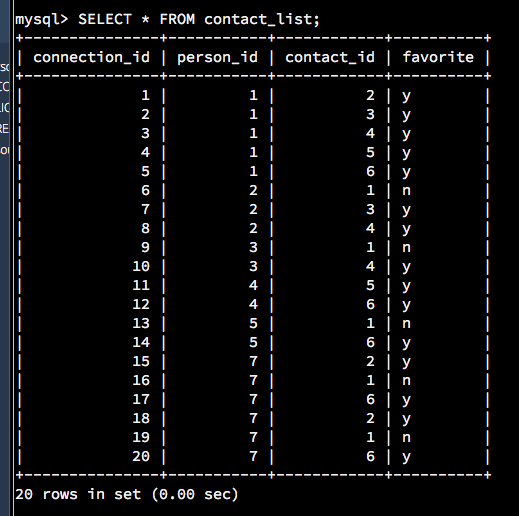 mysql> SELECT * FROM contact_list;
+---------------+-----------+------------+----------+
| connection_id | person_id | contact_id | favorite |
+---------------+-----------+------------+----------+
|             1 |         1 |          2 | y        |
|             2 |         1 |          3 | y        |
|             3 |         1 |          4 | y        |
|             4 |         1 |          5 | y        |
|             5 |         1 |          6 | y        |
|             6 |         2 |          1 | n        |
|             7 |         2 |          3 | y        |
|             8 |         2 |          4 | y        |
|             9 |         3 |          1 | n        |
|            10 |         3 |          4 | y        |
|            11 |         4 |          5 | y        |
|            12 |         4 |          6 | y        |
|            13 |         5 |          1 | n        |
|            14 |         5 |          6 | y        |
|            15 |         7 |          2 | y        |
|            16 |         7 |          1 | n        |
|            17 |         7 |          6 | y        |
|            18 |         7 |          2 | y        |
|            19 |         7 |          1 | n        |
|            20 |         7 |          6 | y        |
+---------------+-----------+------------+----------+
20 rows in set (0.00 sec)